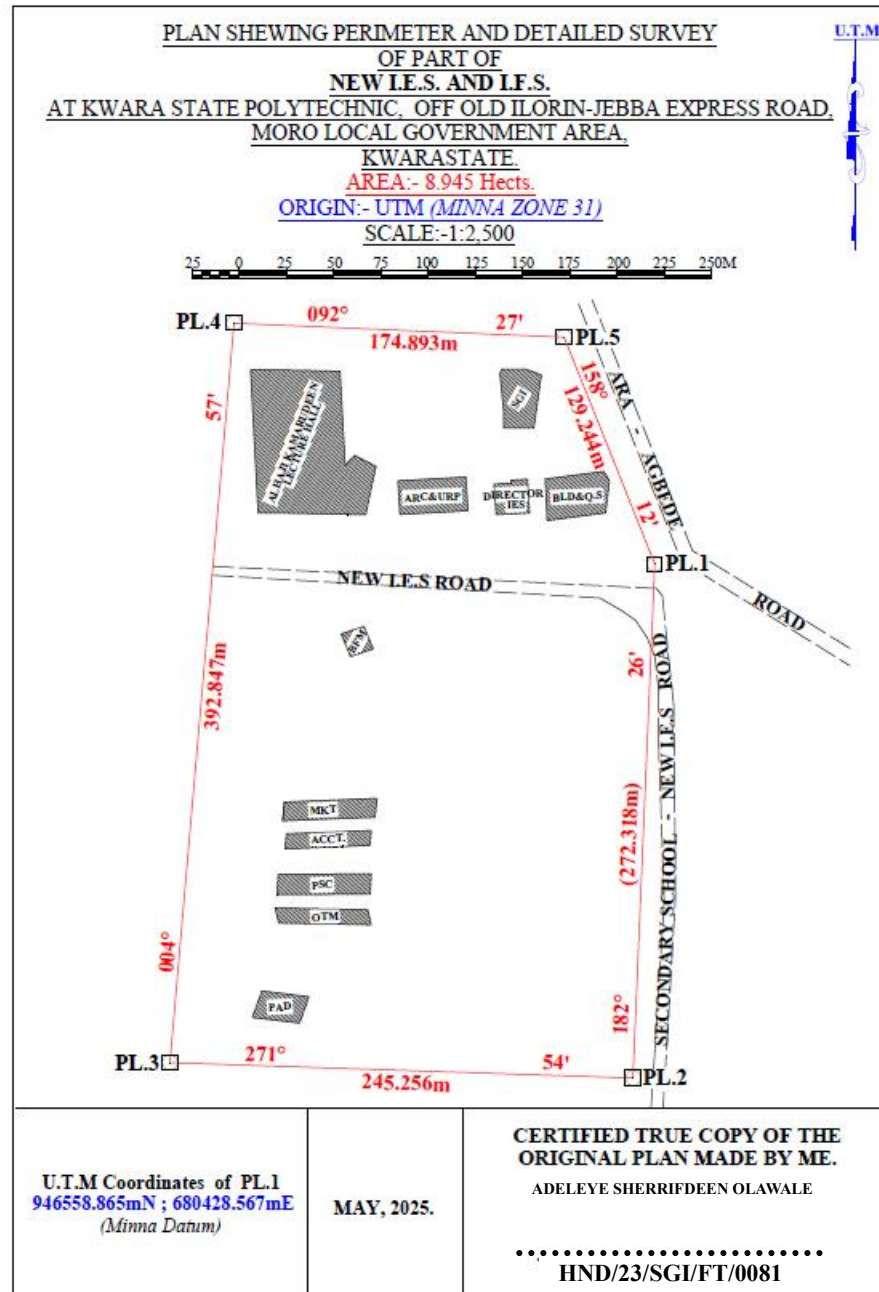 PLAN SHEWING PERIMETER AND DETAILED SURVEY
OF PART OF
NEW I.E.S. AND I.F.S.
AT KWARA STATE POLYTECHNIC, OFF OLD ILORIN-JEBBA EXPRESS ROAD,
MORO LOCAL GOVERNMENT AREA,
KWARASTATE.
AREA:- 8.945 Hects.
ORIGIN:- UTM (MINNA ZONE 31)
SCALE:-1:2,500
U.T.M
25 0 25 50 75 100 125 150 175 200 225 250M
PL.4
092° 27'
174.893m
PL.5
158° 12'
129.244m
ARA - AGBEDE ROAD
57'
ALHAJI KAMARUDEEN
LECTURE HALL
SGI
ARC&URP
DIRECTOR
IES
BLD&Q.S
PL.1
NEW I.E.S ROAD
BFM
392.847m
26'
(272.318m)
SECONDARY SCHOOL - NEW I.E.S ROAD
MKT
ACCT.
PSC
OTM
004°
182°
PAD
PL.3
271° 54'
245.256m
PL.2
U.T.M Coordinates of PL.1
946558.865mN ; 680428.567mE
(Minna Datum)
MAY, 2025.
CERTIFIED TRUE COPY OF THE
ORIGINAL PLAN MADE BY ME.
ADELEYE SHERRIFDEEN OLAWALE
HND/23/SGI/FT/0081